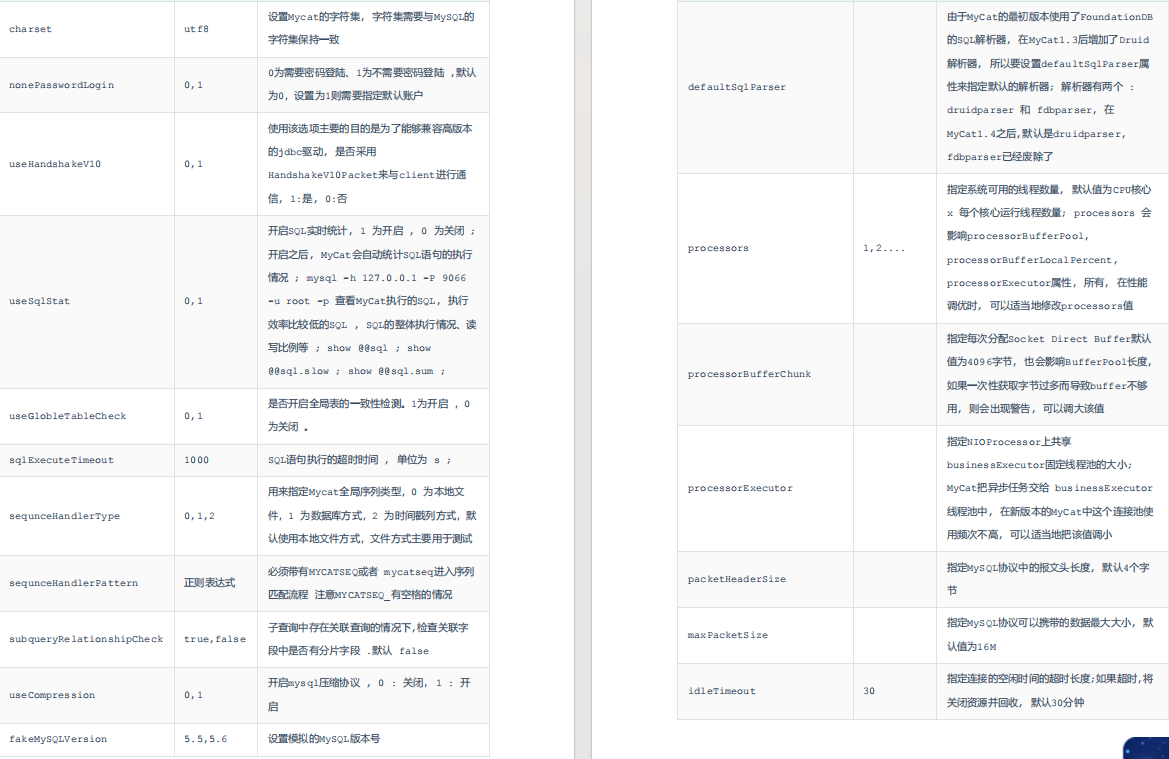 charset
utf8
设置Mycat的字符集, 字符集需要与MySQL的
字符集保持一致
nonePasswordLogin
0,1
0为需要密码登陆、1为不需要密码登陆 ,默认
为0, 设置为1则需要指定默认账户
useHandshakeV10
0,1
使用该选项主要的目的是为了能够兼容高版本
的jdbc驱动, 是否采用
HandshakeV10Packet来与client进行通
信, 1:是, 0:否
useSqlStat
0,1
开启SQL实时统计, 1 为开启 , 0 为关闭 ;
开启之后, MyCat会自动统计SQL语句的执行
情况 ; mysql -h 127.0.0.1 -P 9066
-u root -p 查看MyCat执行的SQL, 执行
效率比较低的SQL , SQL的整体执行情况、读
写比例等 ; show @@sql ; show
@@sql.slow ; show @@sql.sum ;
useGlobleTableCheck
0,1
是否开启全局表的一致性检测。1为开启 , 0
为关闭 。
sqlExecuteTimeout
1000
SQL语句执行的超时时间 , 单位为 s ;
sequnceHandlerType
0,1,2
用来指定Mycat全局序列类型, 0 为本地文
件, 1 为数据库方式, 2 为时间戳列方式, 默
认使用本地文件方式, 文件方式主要用于测试
sequnceHandlerPattern
正则表达式
必须带有MYCATSEQ或者 mycatseq进入序列
匹配流程 注意MYCATSEQ_有空格的情况
subqueryRelationshipCheck
true,false
子查询中存在关联查询的情况下,检查关联字
段中是否有分片字段 .默认 false
useCompression
0,1
开启mysql压缩协议 , 0 : 关闭, 1 : 开
启
fakeMySQLVersion
5.5,5.6
设置模拟的MySQL版本号
defaultSqlParser
由于MyCat的最初版本使用了FoundationDB
的SQL解析器, 在MyCat1.3后增加了Druid
解析器, 所以要设置defaultSqlParser属
性来指定默认的解析器; 解析器有两个 :
druidparser 和 fdbparser, 在
MyCat1.4之后,默认是druidparser,
fdbparser已经废除了
processors
1,2....
指定系统可用的线程数量, 默认值为CPU核心
x 每个核心运行线程数量; processors 会
影响processorBufferPool,
processorBufferLocalPercent,
processorExecutor属性, 所有, 在性能
调优时, 可以适当地修改processors值
processorBufferChunk
指定每次分配Socket Direct Buffer默认
值为4096字节, 也会影响BufferPool长度,
如果一次性获取字节过多而导致buffer不够
用, 则会出现警告, 可以调大该值
processorExecutor
指定NIOProcessor上共享
businessExecutor固定线程池的大小;
MyCat把异步任务交给 businessExecutor
线程池中, 在新版本的MyCat中这个连接池使
用频次不高, 可以适当地把该值调小
packetHeaderSize
指定MySQL协议中的报文头长度, 默认4个字
节
maxPacketSize
指定MySQL协议可以携带的数据最大大小, 默
认值为16M
idleTimeout
30
指定连接的空闲时间的超时长度;如果超时,将
关闭资源并回收, 默认30分钟